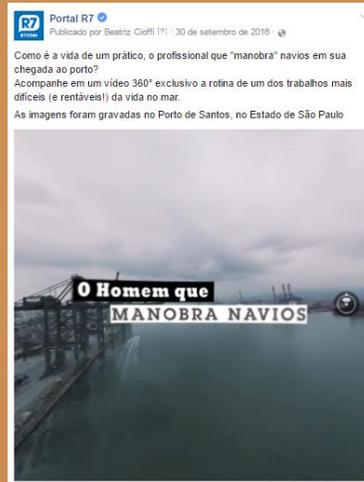 Portal R7
Publicado por Beatriz Cioffi [?] · 30 de setembro de 2016 ·
Como é a vida de um prático, o profissional que "manobra" navios em sua
chegada ao porto?
Acompanhe em um vídeo 360° exclusivo a rotina de um dos trabalhos mais
difíceis (e rentáveis!) da vida no mar.
As imagens foram gravadas no Porto de Santos, no Estado de São Paulo
O Homem que
MANOBRA NAVIOS